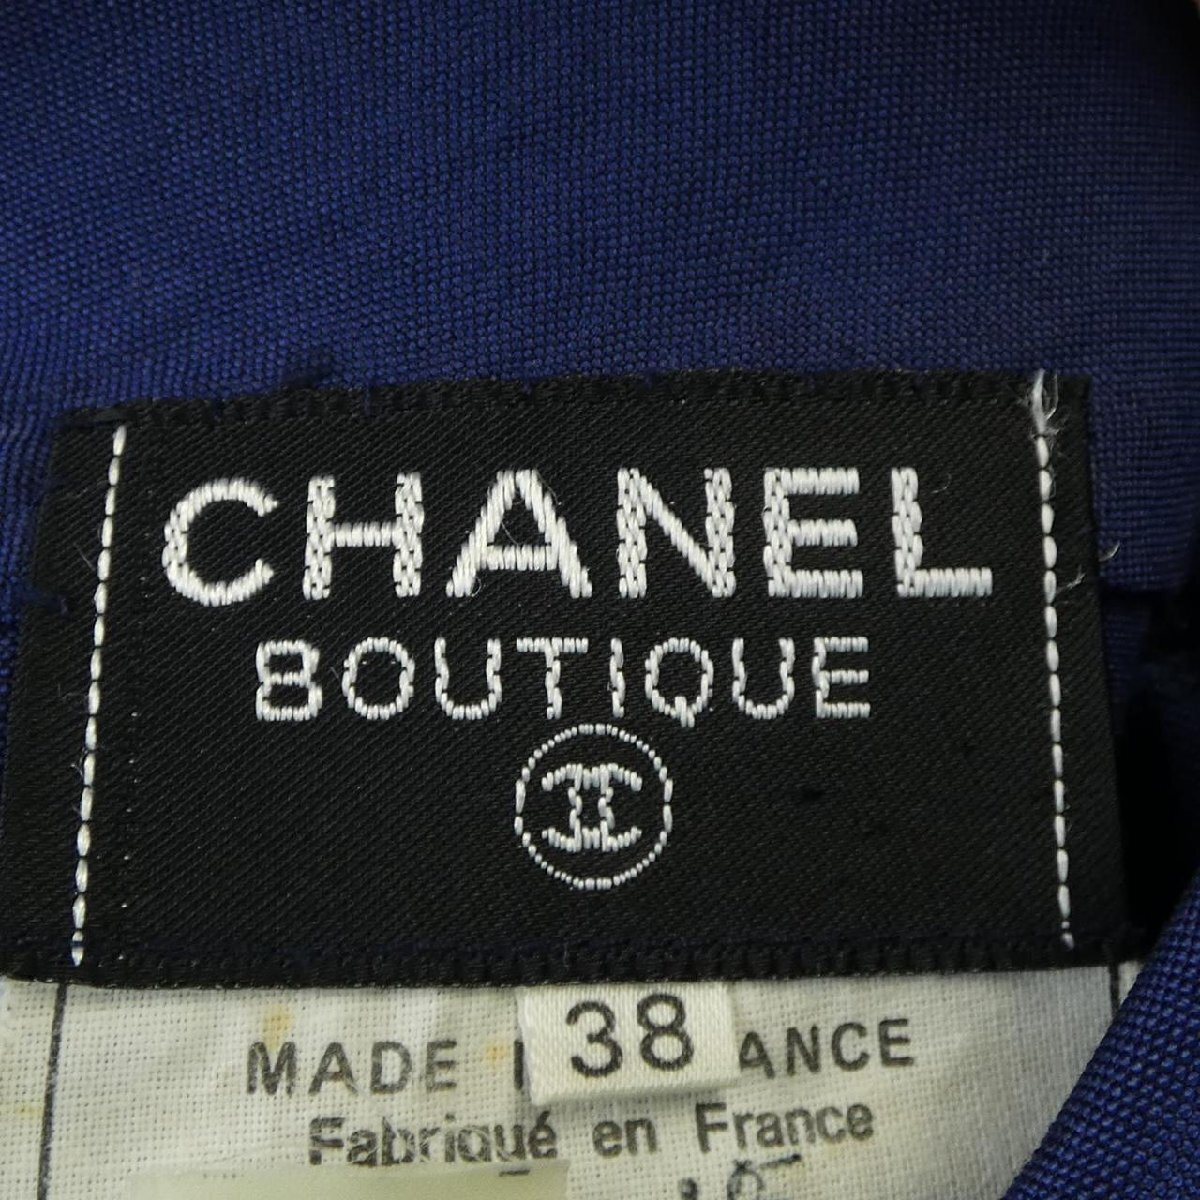 CHANEL
BOUTIQUE
38
MADE ANCE
Fabriqué en France